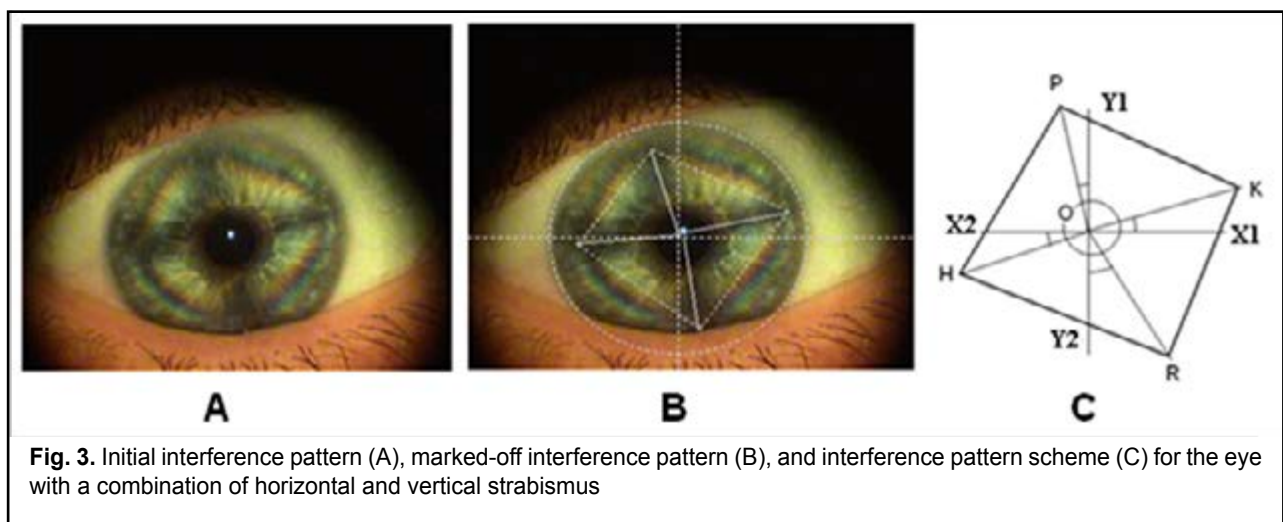 P
Y1
K
O
X2
X1
H
Y2
R
A
B
C
Fig. 3. Initial interference pattern (A), marked-off interference pattern (B), and interference pattern scheme (C) for the eye
with a combination of horizontal and vertical strabismus